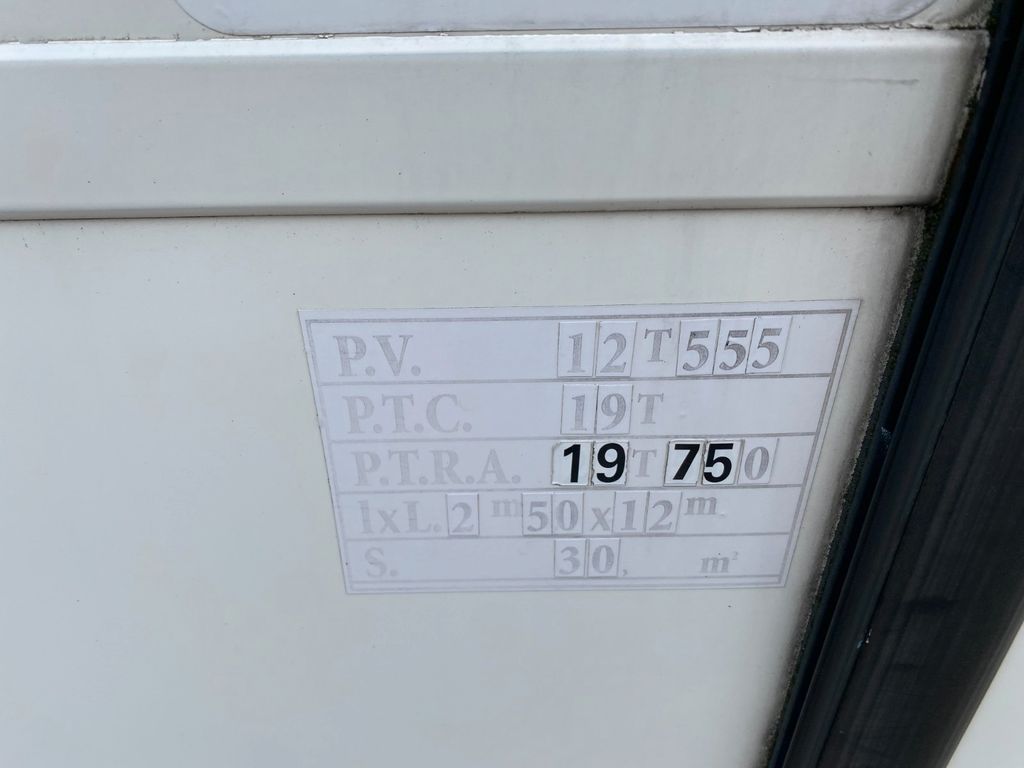 P.V. 12T555
P.T.C. 19T
P.T.R.A. 19T750
lxL. 2m50x12m
S. 30, m²